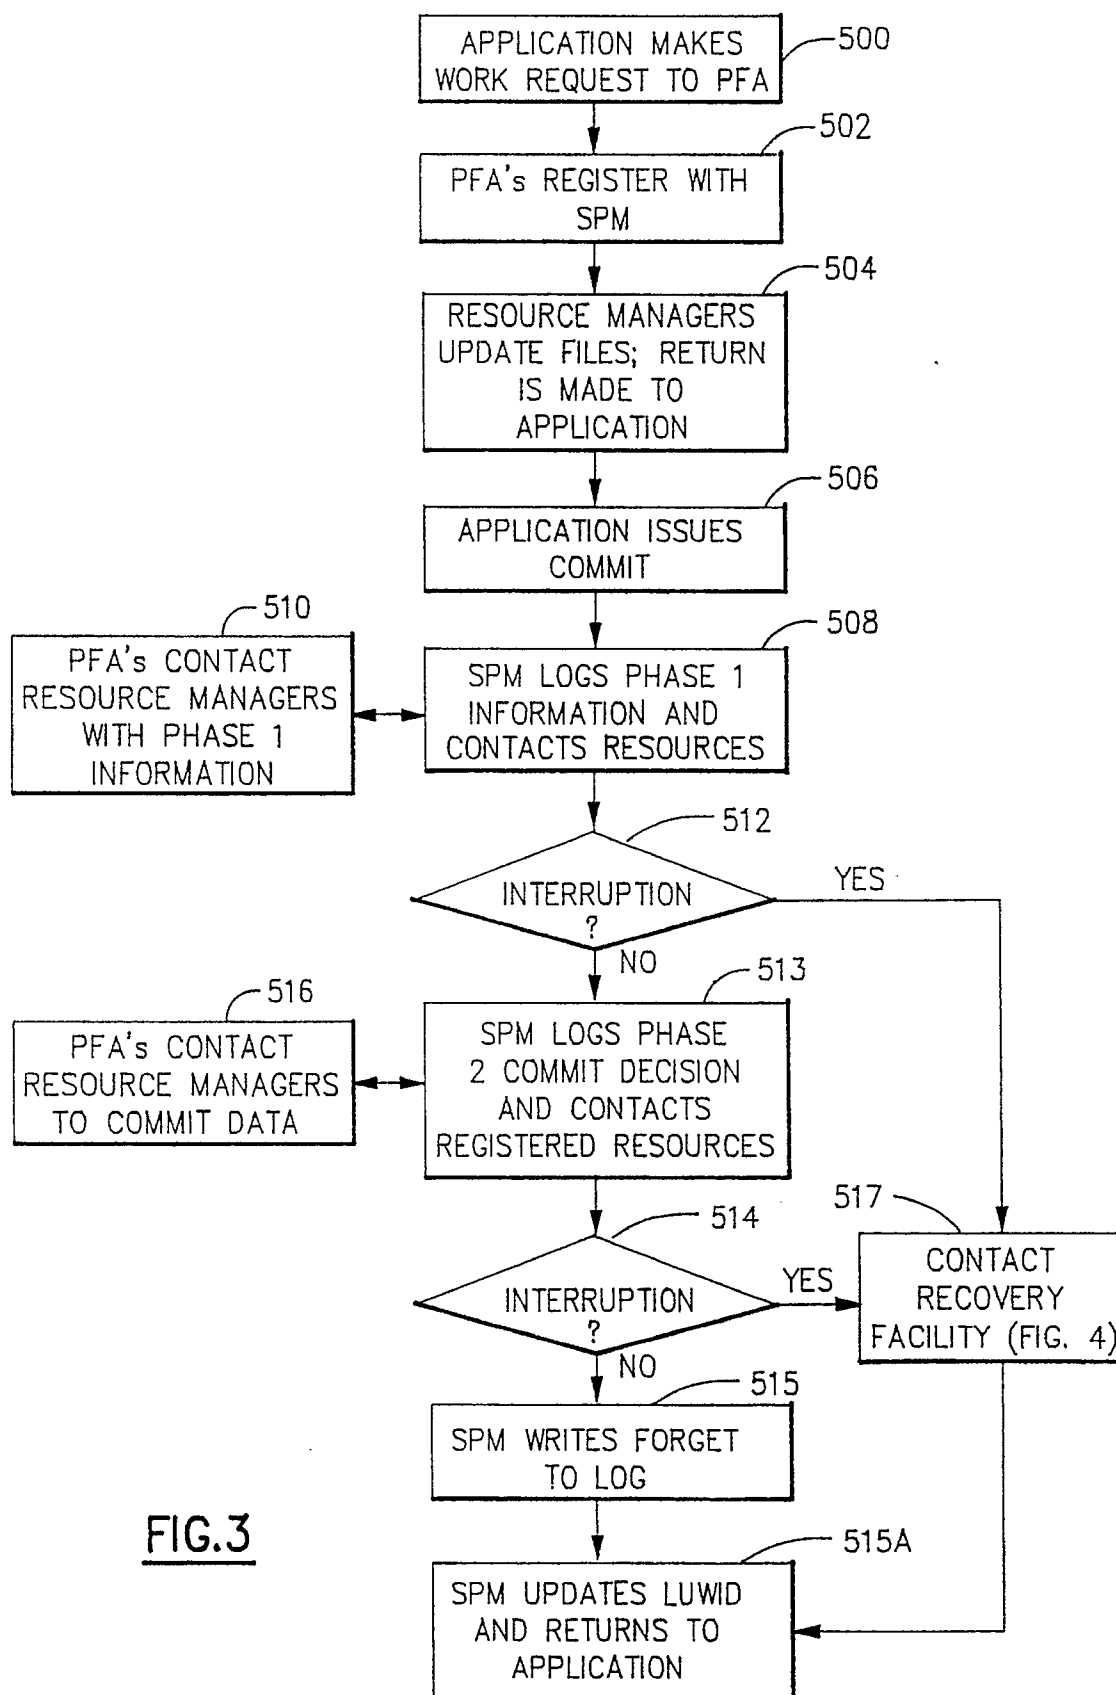 APPLICATION MAKES
WORK REQUEST TO PFA
500
502
PFA's REGISTER WITH
SPM
504
RESOURCE MANAGERS
UPDATE FILES; RETURN
IS MADE TO
APPLICATION
506
APPLICATION ISSUES
COMMIT
510
PFA's CONTACT
RESOURCE MANAGERS
WITH PHASE 1
INFORMATION
508
SPM LOGS PHASE 1
INFORMATION AND
CONTACTS RESOURCES
512
INTERRUPTION
?
YES
NO
516
PFA's CONTACT
RESOURCE MANAGERS
TO COMMIT DATA
513
SPM LOGS PHASE
2 COMMIT DECISION
AND CONTACTS
REGISTERED RESOURCES
514
INTERRUPTION
?
YES
NO
517
CONTACT
RECOVERY
FACILITY (FIG. 4)
515
SPM WRITES FORGET
TO LOG
515A
SPM UPDATES LUWID
AND RETURNS TO
APPLICATION
FIG.3